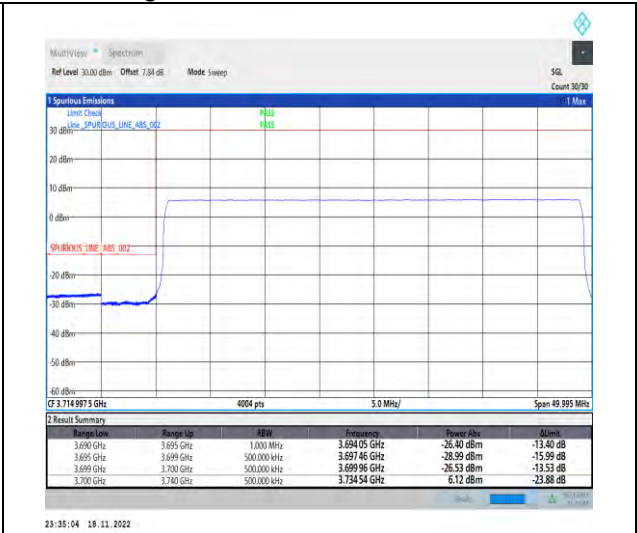 MultiView Spectrum
Ref Level 30.00 dBm Offset 7.84 dB Mode Sweep SGL
Count 30/30
1 Spurious Emissions 1 Max
Limit Check PASS
Line _SPURIOUS_LINE_ABS_002 PASS
30 dBm
20 dBm
10 dBm
0 dBm
SPURIOUS_LINE_ABS_002
-20 dBm
-30 dBm
-40 dBm
-50 dBm
-60 dBm
CF 3.714 997 5 GHz 4004 pts 5.0 MHz/ Span 49.995 MHz
2 Result Summary
Range Low Range Up RBW Frequency Power Abs ΔLimit
3.690 GHz 3.695 GHz 1.000 MHz 3.694 05 GHz -26.40 dBm -13.40 dB
3.695 GHz 3.699 GHz 500.000 kHz 3.697 46 GHz -28.99 dBm -15.99 dB
3.699 GHz 3.700 GHz 500.000 kHz 3.699 96 GHz -26.53 dBm -13.53 dB
3.700 GHz 3.740 GHz 500.000 kHz 3.734 54 GHz 6.12 dBm -23.88 dB
23:35:04 18.11.2022